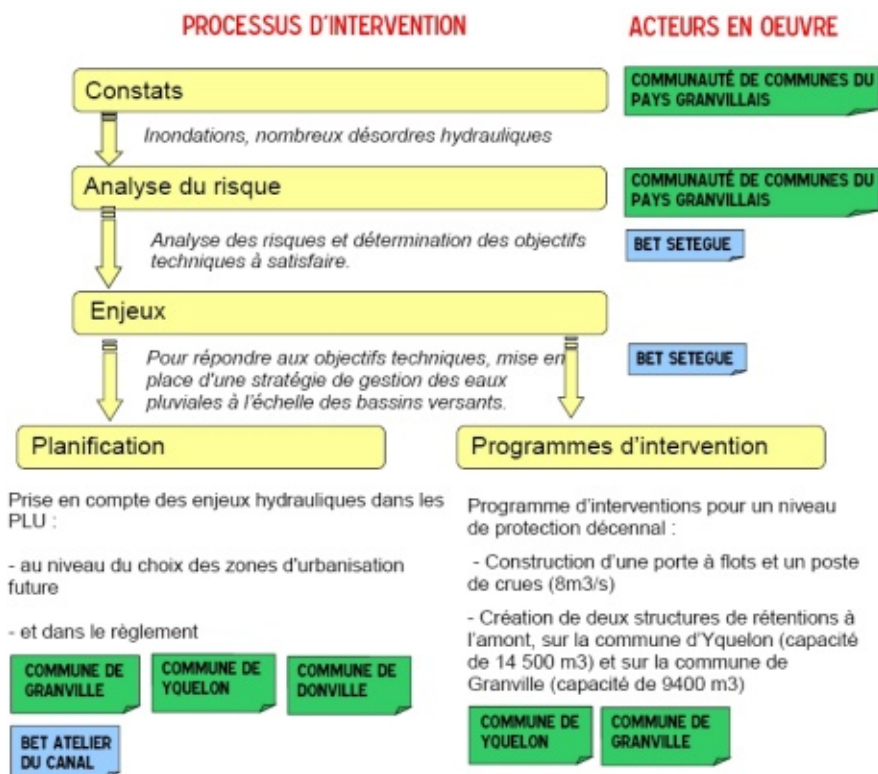 PROCESSUS D'INTERVENTION
ACTEURS EN OEUVRE
Constats
COMMUNAUTÉ DE COMMUNES DU
PAYS GRANVILLAIS
Inondations, nombreux désordres hydrauliques
Analyse du risque
COMMUNAUTÉ DE COMMUNES DU
PAYS GRANVILLAIS
Analyse des risques et détermination des objectifs
techniques à satisfaire.
BET SETEGUE
Enjeux
Pour répondre aux objectifs techniques, mise en
place d'une stratégie de gestion des eaux
pluviales à l'échelle des bassins versants.
BET SETEGUE
Planification
Prise en compte des enjeux hydrauliques dans les
PLU :
- au niveau du choix des zones d'urbanisation
future
- et dans le règlement
COMMUNE DE
GRANVILLE
COMMUNE DE
YQUELON
COMMUNE DE
DONVILLE
BET ATELIER
DU CANAL
Programmes d'intervention
Programme d'interventions pour un niveau
de protection décennal :
- Construction d'une porte à flots et un poste
de crues (8m3/s)
- Création de deux structures de rétentions à
l'amont, sur la commune d'Yquelon (capacité
de 14 500 m3) et sur la commune de
Granville (capacité de 9400 m3)
COMMUNE DE
YQUELON
COMMUNE DE
GRANVILLE